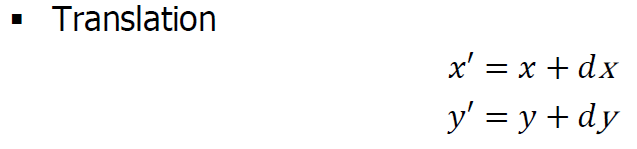 ▪ Translation
x′ = x + dx
y′ = y + dy